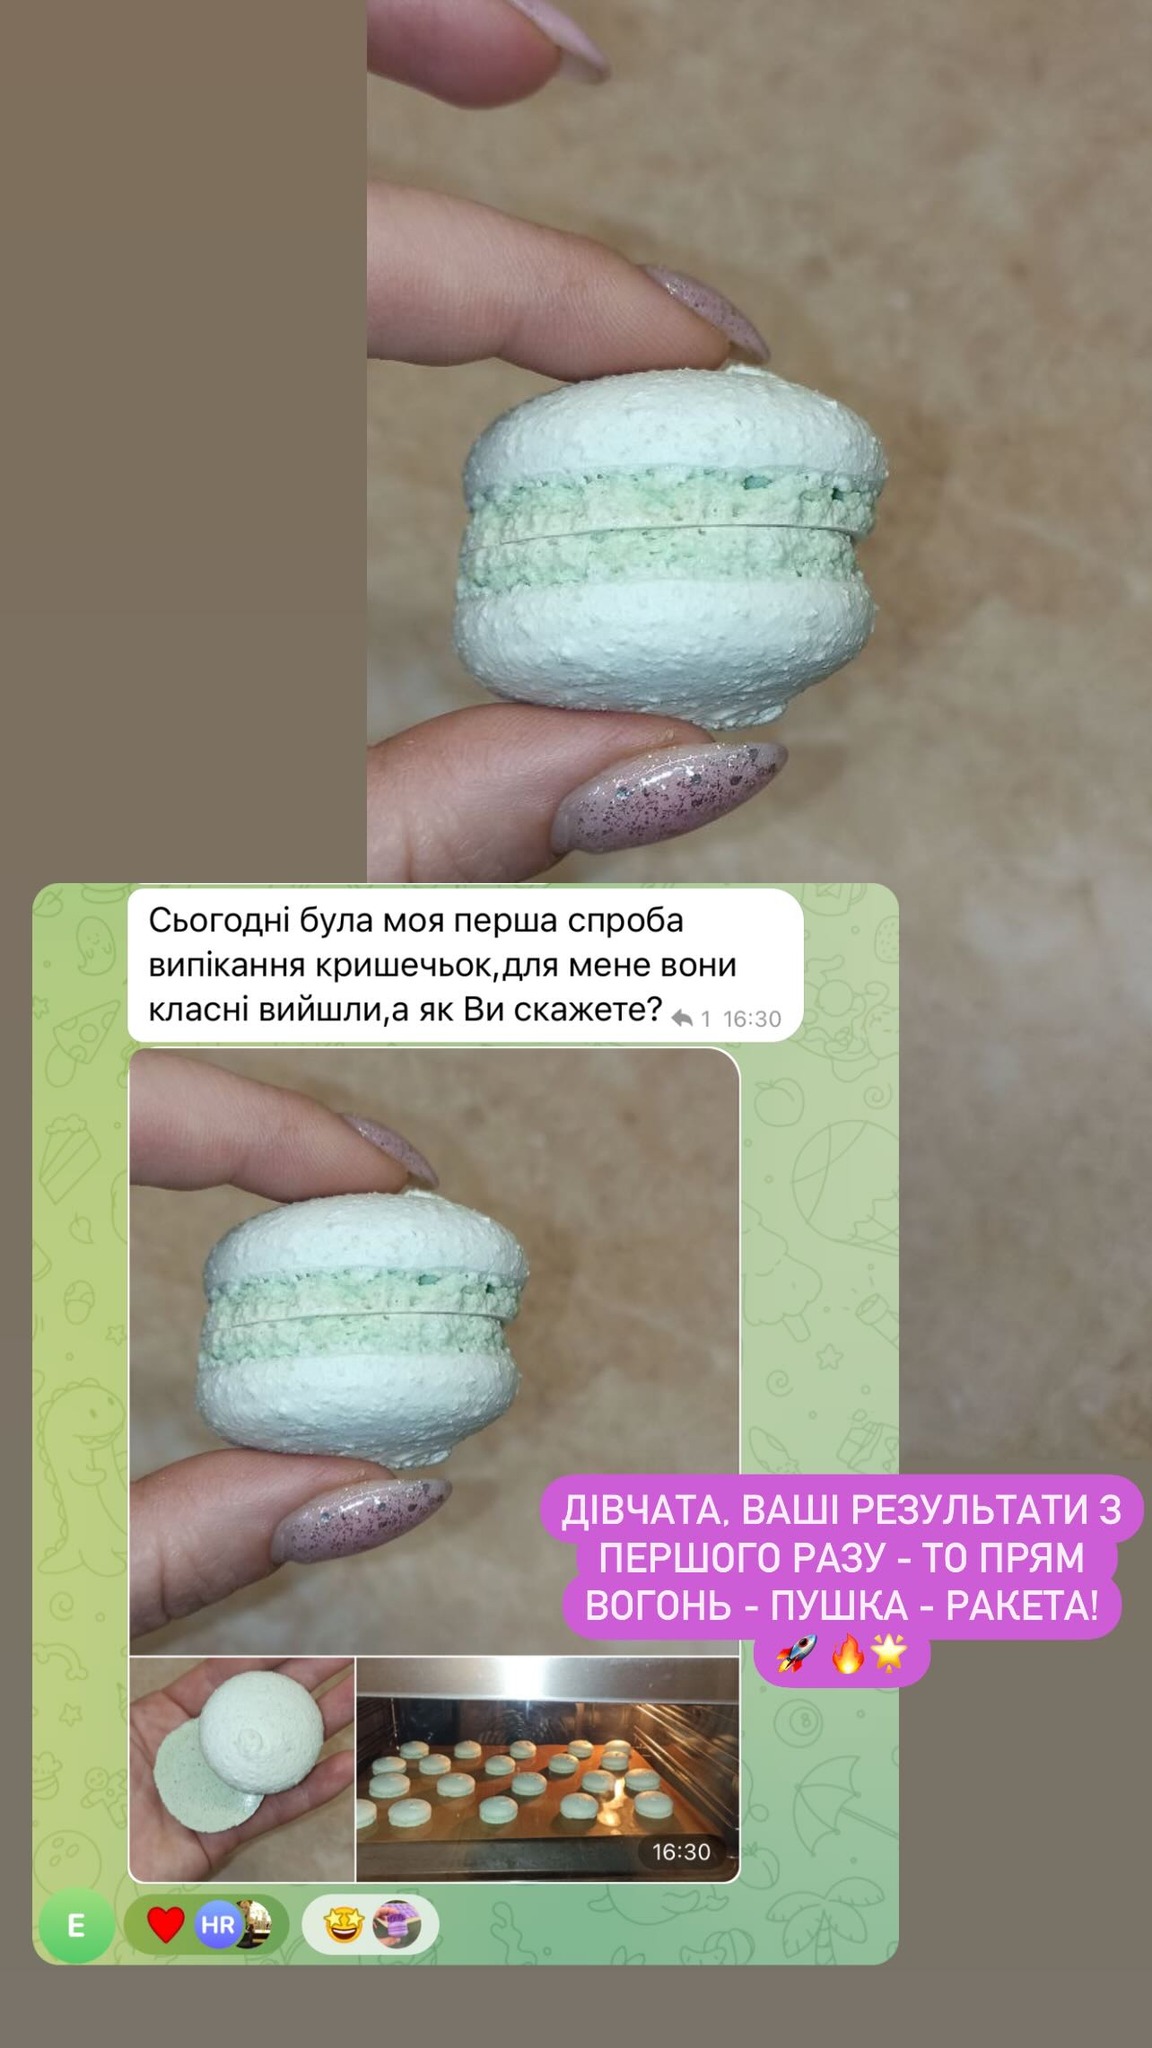 Сьогодні була моя перша спроба
випікання кришечьок,для мене вони
класні вийшли,а як Ви скажете?
1 16:30
ДІВЧАТА, ВАШІ РЕЗУЛЬТАТИ З
ПЕРШОГО РАЗУ - ТО ПРЯМ
ВОГОНЬ - ПУШКА - РАКЕТА!
16:30
E
HR